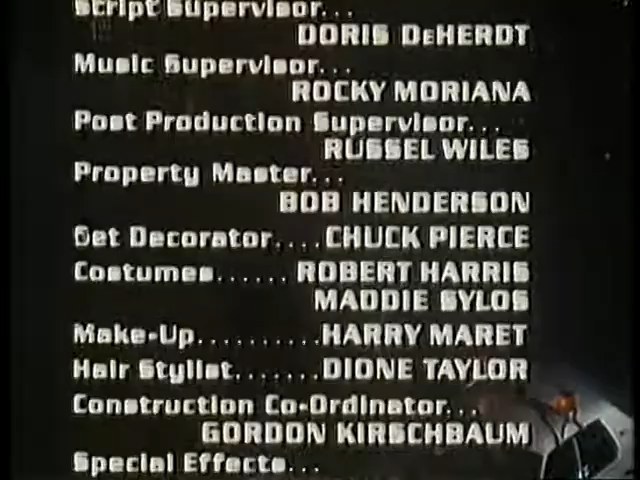 Script Supervisor...
DORIS DeHERDT
Music Supervisor...
ROCKY MORIANA
Post Production Supervisor...
RUSSEL WILES
Property Master...
BOB HENDERSON
Set Decorator....CHUCK PIERCE
Costumes...... ROBERT HARRIS
MADDIE SYLOS
Make-Up..........HARRY MARET
Hair Stylist.......DIONE TAYLOR
Construction Co-Ordinator...
GORDON KIRSCHBAUM
Special Effects...